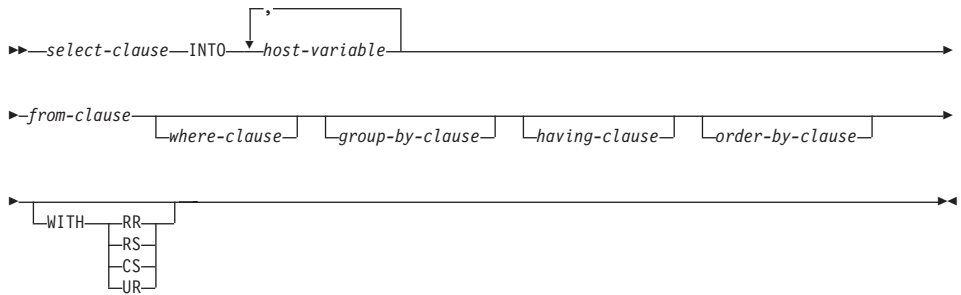 ,
select-clause INTO host-variable
from-clause
where-clause group-by-clause having-clause order-by-clause
WITH RR
RS
CS
UR